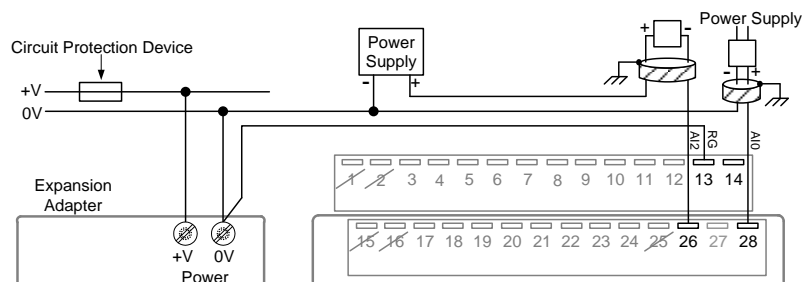 Power Supply
Circuit Protection Device
Power
Supply
+ -
- +
- +
+V
0V
AI2
RG
AI0
1 2 3 4 5 6 7 8 9 10 11 12 13 14
Expansion
Adapter
15 16 17 18 19 20 21 22 23 24 25 26 27 28
+V 0V
Power